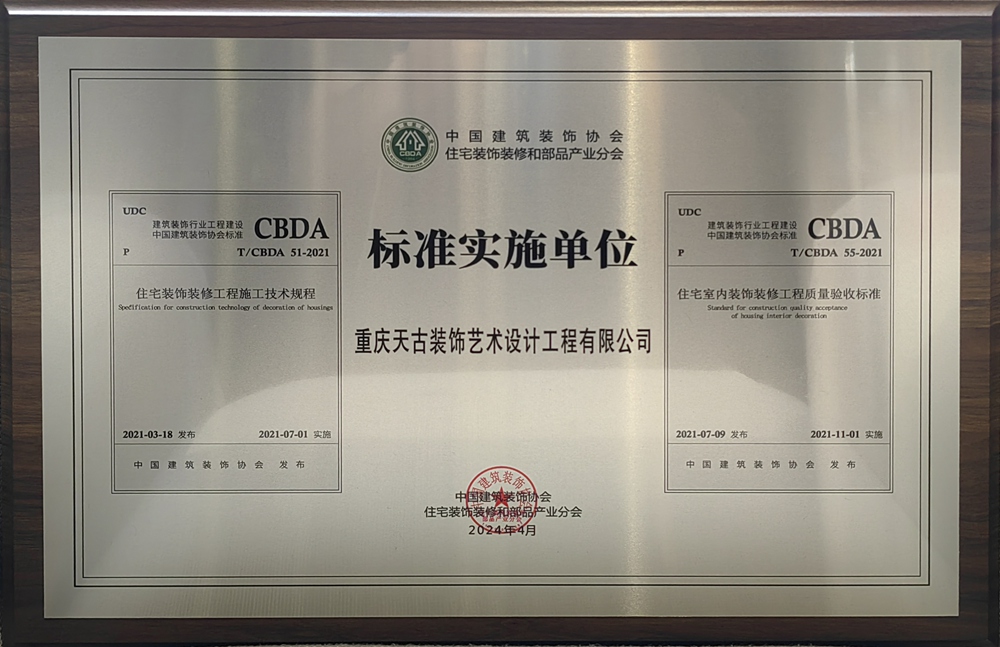 CBDA
中国建筑装饰协会
住宅装饰装修和部品产业分会
标准实施单位
重庆天古装饰艺术设计工程有限公司
UDC
建筑装饰行业工程建设
中国建筑装饰协会标准
CBDA
P
T/CBDA 51-2021
住宅装饰装修工程施工技术规程
Specification for construction technology of decoration of housings
2021-03-18 发布
2021-07-01 实施
中国建筑装饰协会 发布
UDC
建筑装饰行业工程建设
中国建筑装饰协会标准
CBDA
P
T/CBDA 55-2021
住宅室内装饰装修工程质量验收标准
Standard for construction quality acceptance
of housing interior decoration
2021-07-09 发布
2021-11-01 实施
中国建筑装饰协会 发布
中国建筑装饰协会
住宅装饰装修和部品产业分会
2024年4月